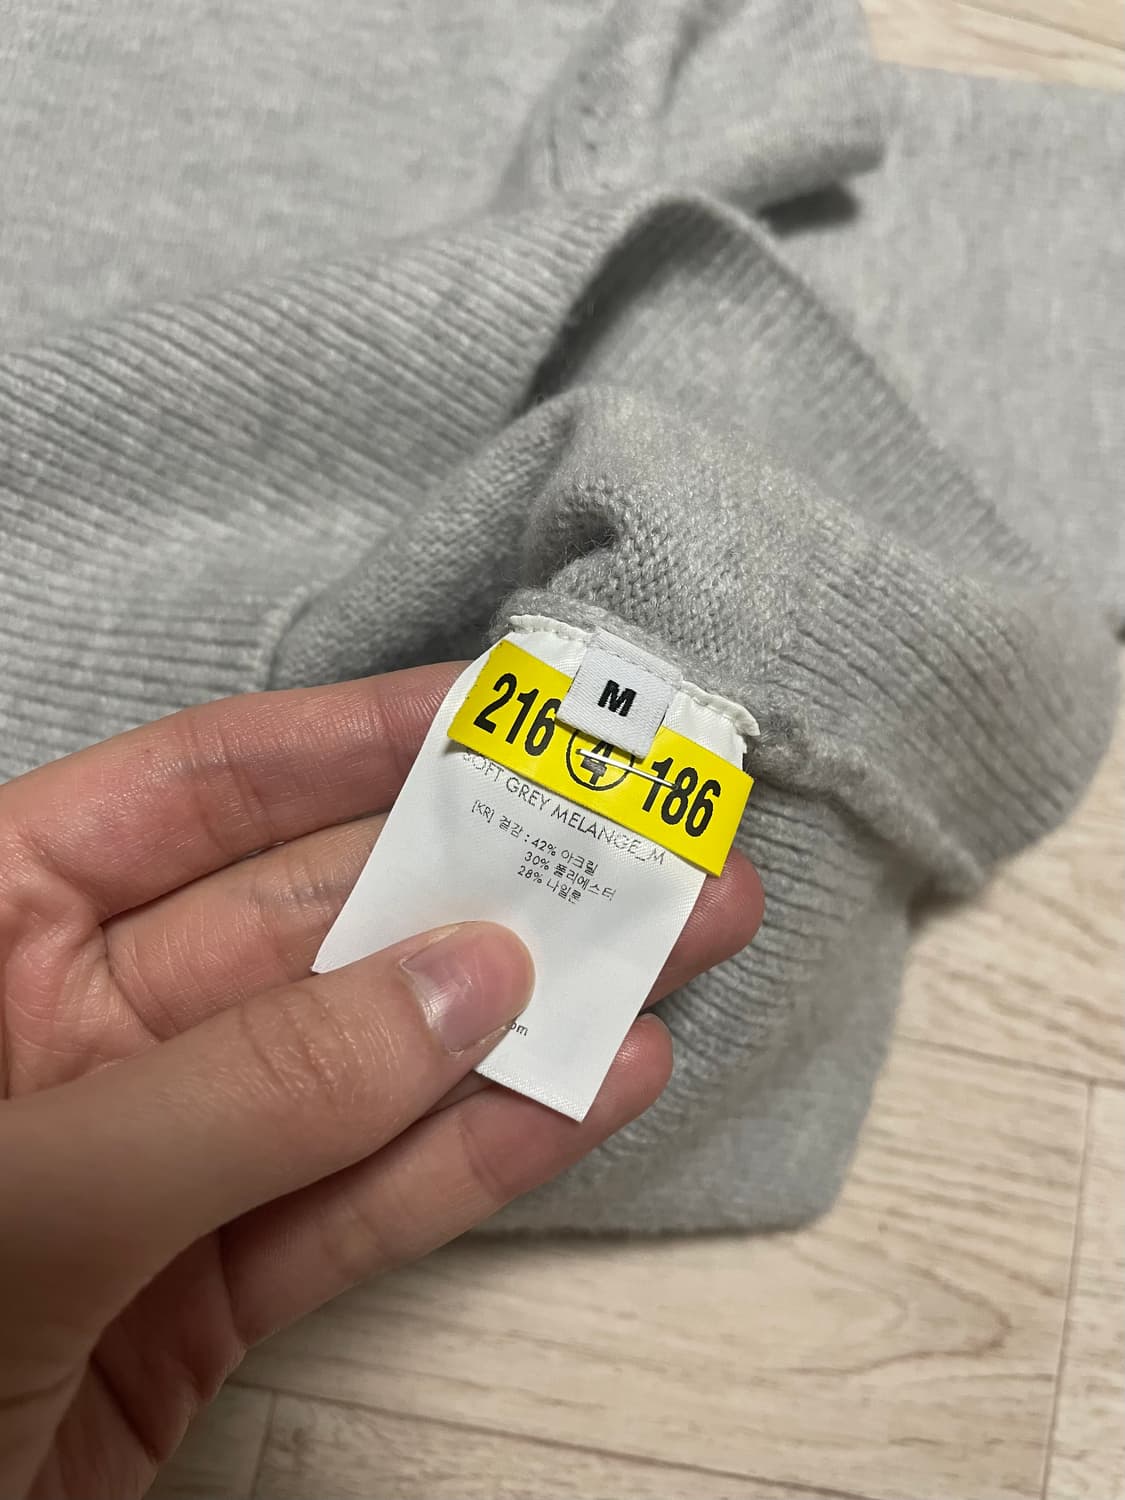 M
216 4 186
SOFT GREY MELANGE_M
[KR] 겉감 : 42% 아크릴
30% 폴리에스터
28% 나일론